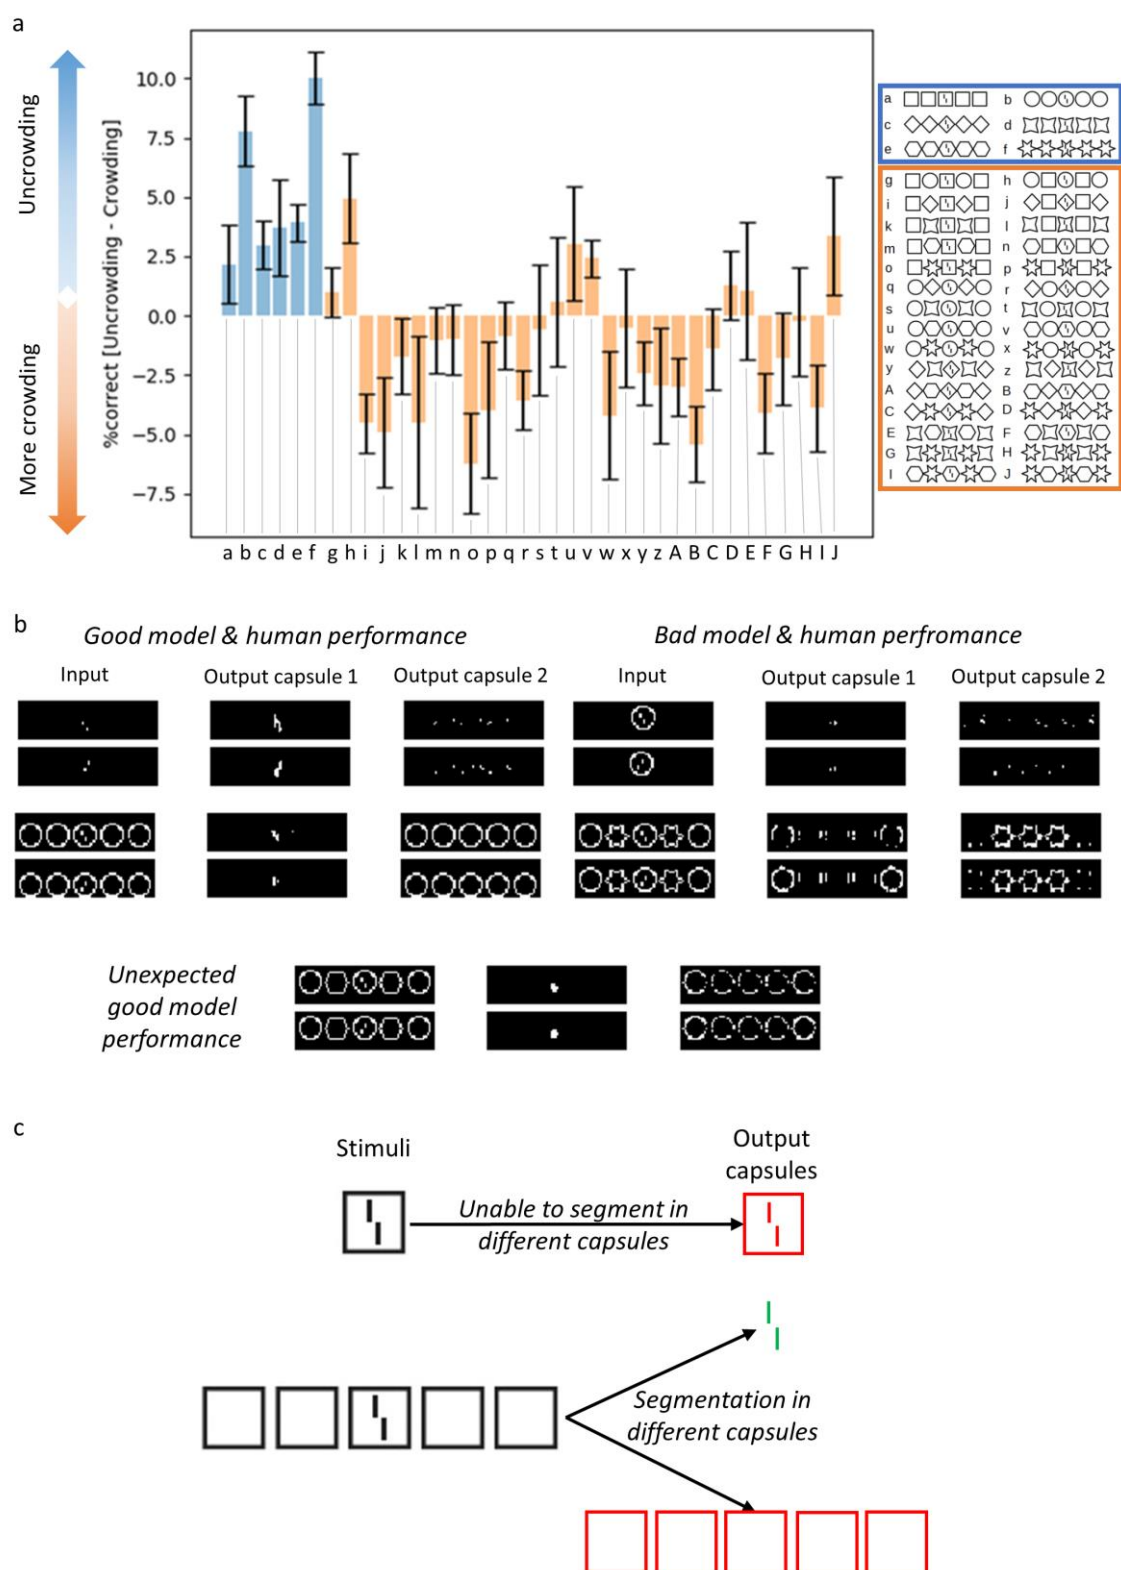 a
Uncrowding
More crowding
%correct [Uncrowding - Crowding]
10.0
7.5
5.0
2.5
0.0
−2.5
−5.0
−7.5
a b c d e f g h i j k l m n o p q r s t u v w x y z A B C D E F G H I J
a b
c d
e f
g h
i j
k l
m n
o p
q r
s t
u v
w x
y z
A B
C D
E F
G H
I J
b
Good model & human performance
Bad model & human perfromance
Input Output capsule 1 Output capsule 2 Input Output capsule 1 Output capsule 2
Unexpected
good model
performance
c
Stimuli
Output
capsules
Unable to segment in
different capsules
Segmentation in
different capsules